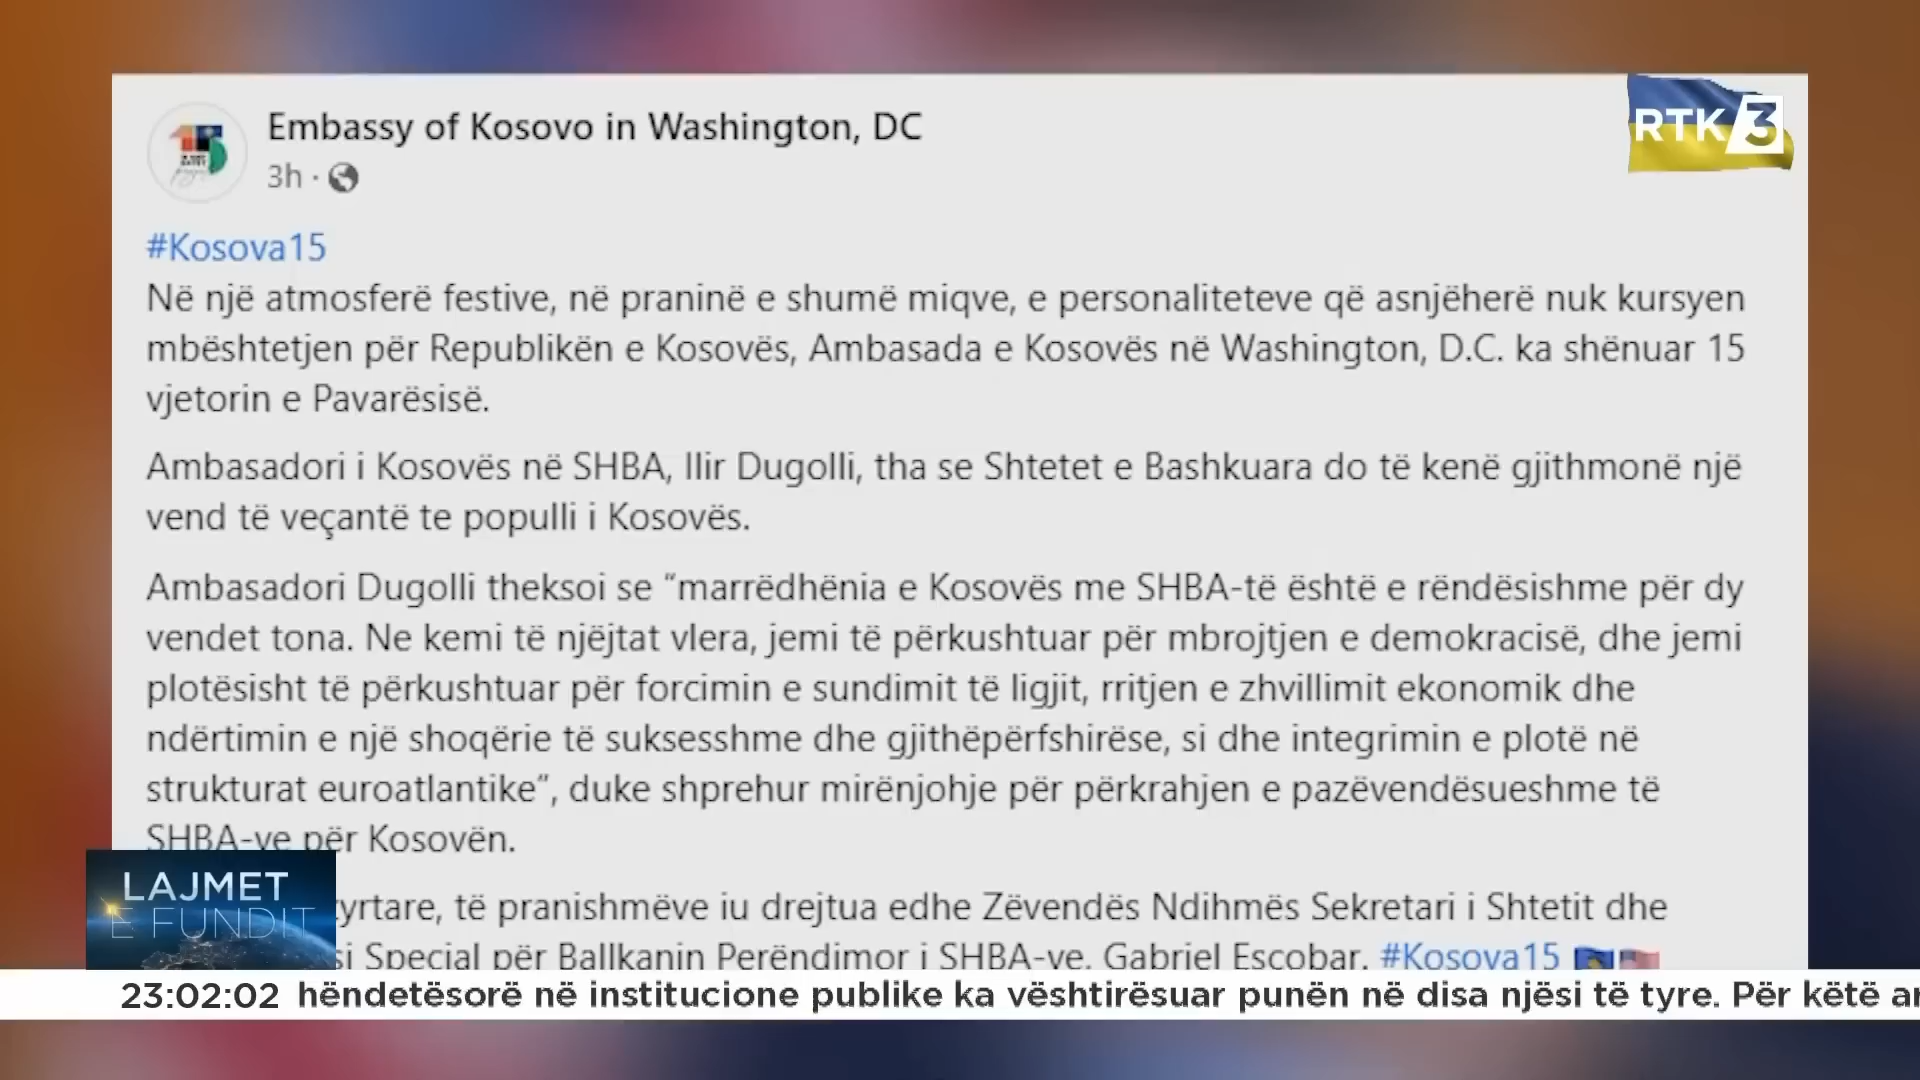 Embassy of Kosovo in Washington, DC
3h ·
RTK 3
#Kosova15
Në një atmosferë festive, në praninë e shumë miqve, e personaliteteve që asnjëherë nuk kursyen
mbështetjen për Republikën e Kosovës, Ambasada e Kosovës në Washington, D.C. ka shënuar 15
vjetorin e Pavarësisë.
Ambasadori i Kosovës në SHBA, Ilir Dugolli, tha se Shtetet e Bashkuara do të kenë gjithmonë një
vend të veçantë te populli i Kosovës.
Ambasadori Dugolli theksoi se “marrëdhënia e Kosovës me SHBA-të është e rëndësishme për dy
vendet tona. Ne kemi të njëjtat vlera, jemi të përkushtuar për mbrojtjen e demokracisë, dhe jemi
plotësisht të përkushtuar për forcimin e sundimit të ligjit, rritjen e zhvillimit ekonomik dhe
ndërtimin e një shoqërie të suksesshme dhe gjithëpërfshirëse, si dhe integrimin e plotë në
strukturat euroatlantike”, duke shprehur mirënjohje për përkrahjen e pazëvendësueshme të
SHBA-ve për Kosovën.
zyrtare, të pranishmëve iu drejtua edhe Zëvendës Ndihmës Sekretari i Shtetit dhe
si Special për Ballkanin Perëndimor i SHBA-ve, Gabriel Escobar. #Kosova15
LAJMET
E FUNDIT
23:02:02 hëndetësorë në institucione publike ka vështirësuar punën në disa njësi të tyre. Për këtë ar